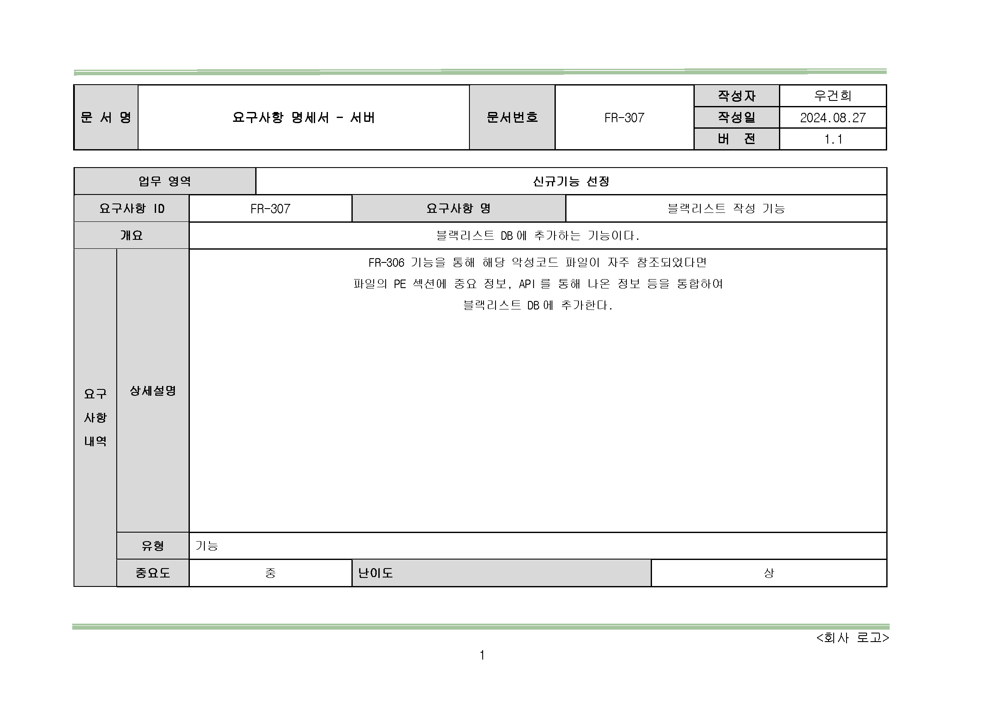 문 서 명
요구사항 명세서 - 서버
문서번호
FR-307
작성자
우건희
작성일
2024.08.27
버 전
1.1
업무 영역
신규기능 선정
요구사항 ID
FR-307
요구사항 명
블랙리스트 작성 기능
개요
블랙리스트 DB에 추가하는 기능이다.
요구
사항
내역
상세설명
FR-306 기능을 통해 해당 악성코드 파일이 자주 참조되었다면
파일의 PE 섹션에 중요 정보, API를 통해 나온 정보 등을 통합하여
블랙리스트 DB에 추가한다.
유형
기능
중요도
중
난이도
상
<회사 로고>
1